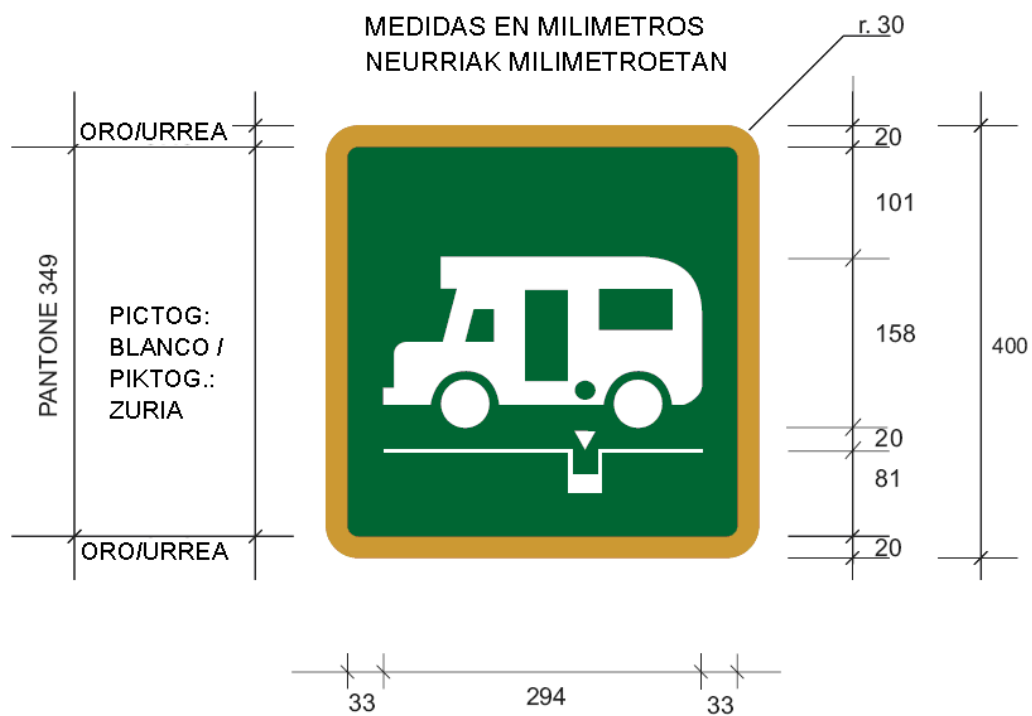 MEDIDAS EN MILIMETROS
NEURRIAK MILIMETROETAN
r. 30
ORO/URREA
20
101
PANTONE 349
PICTOG:
BLANCO /
PIKTOG.:
ZURIA
158
400
20
81
ORO/URREA
20
33
294
33